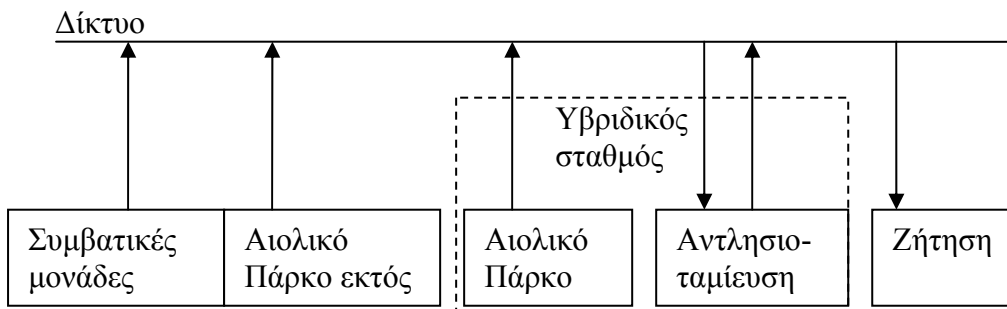 Δίκτυο
Υβριδικός
σταθμός
Συμβατικές
μονάδες
Αιολικό
Πάρκο εκτός
Αιολικό
Πάρκο
Αντλησιο-
ταμίευση
Ζήτηση